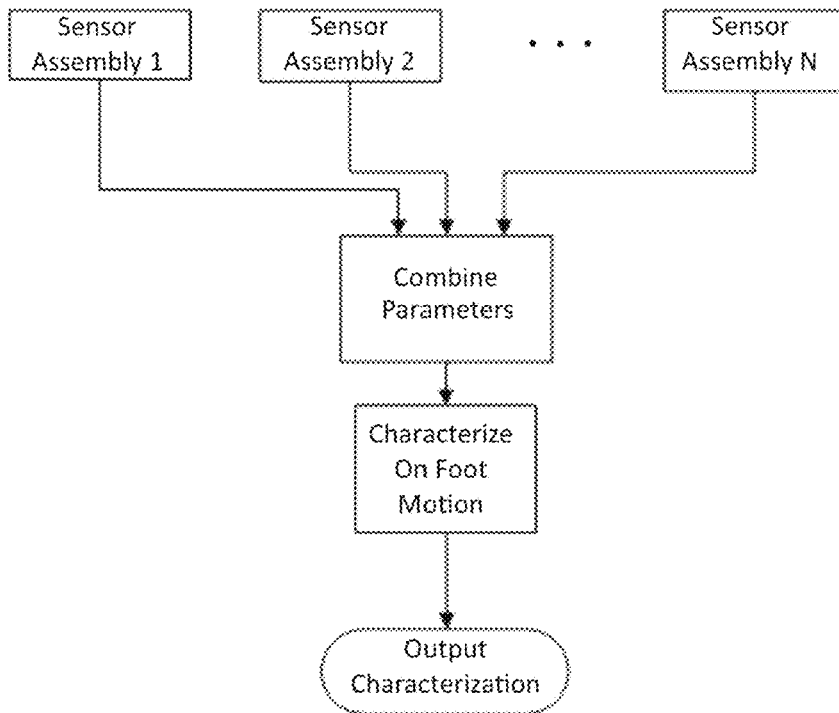 Sensor
Assembly 1
Sensor
Assembly 2
. . .
Sensor
Assembly N
Combine
Parameters
Characterize
On Foot
Motion
Output
Characterization